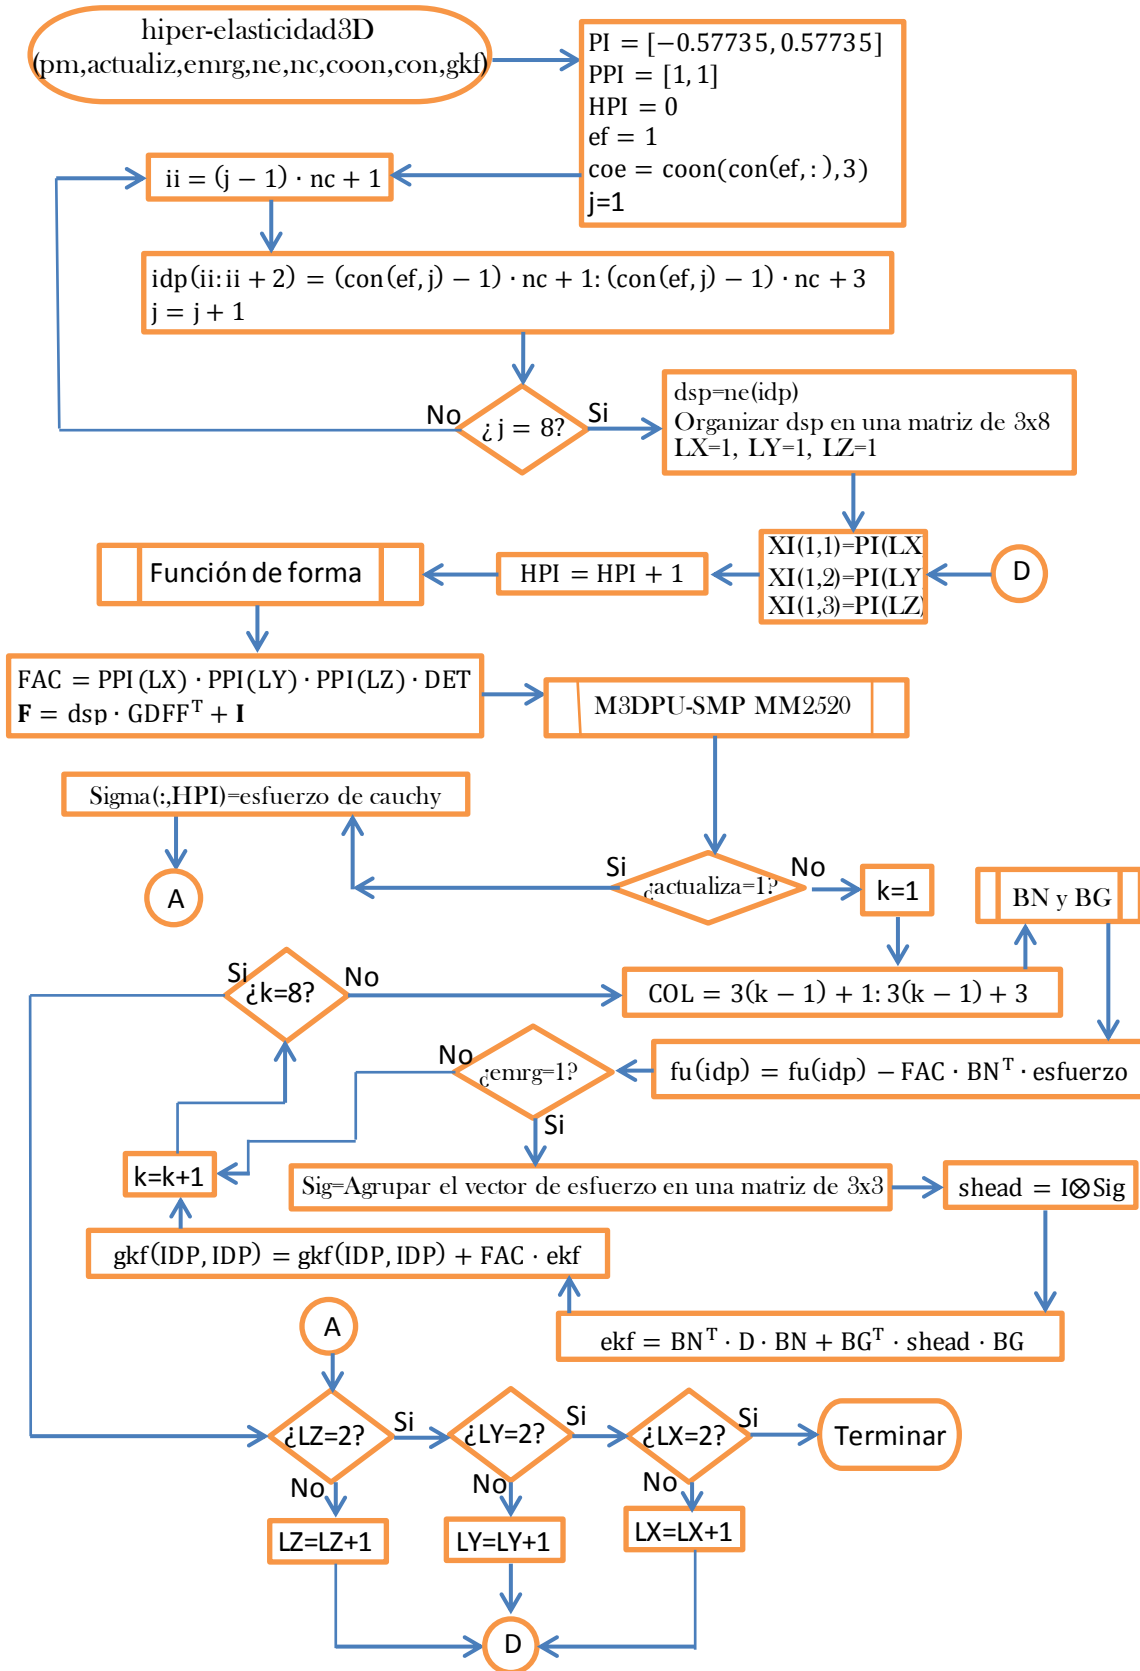 hiper-elasticidad3D
(pm,actualiz,emrg,ne,nc,coon,con,gkf)
PI = [−0.57735, 0.57735]
PPI = [1, 1]
HPI = 0
ef = 1
coe = coon(con(ef, : ), 3)
j=1
ii = (j − 1) · nc + 1
idp(ii: ii + 2) = (con(ef, j) − 1) · nc + 1: (con(ef, j) − 1) · nc + 3
j = j + 1
No
¿ j = 8?
Si
dsp=ne(idp)
Organizar dsp en una matriz de 3x8
LX=1, LY=1, LZ=1
XI(1,1)=PI(LX
XI(1,2)=PI(LY
XI(1,3)=PI(LZ)
D
HPI = HPI + 1
Función de forma
FAC = PPI(LX) · PPI(LY) · PPI(LZ) · DET
F = dsp · GDFFᵀ + I
M3DPU-SMP MM2520
Sigma(:,HPI)=esfuerzo de cauchy
A
Si
¿actualiza=1?
No
k=1
BN y BG
Si
¿k=8?
No
COL = 3(k − 1) + 1: 3(k − 1) + 3
No
¿emrg=1?
Si
fu(idp) = fu(idp) − FAC · BNᵀ · esfuerzo
k=k+1
Sig=Agrupar el vector de esfuerzo en una matriz de 3x3
shead = I⊗Sig
gkf(IDP, IDP) = gkf(IDP, IDP) + FAC · ekf
ekf = BNᵀ · D · BN + BGᵀ · shead · BG
A
¿LZ=2?
Si
¿LY=2?
Si
¿LX=2?
Si
Terminar
No
No
No
LZ=LZ+1
LY=LY+1
LX=LX+1
D